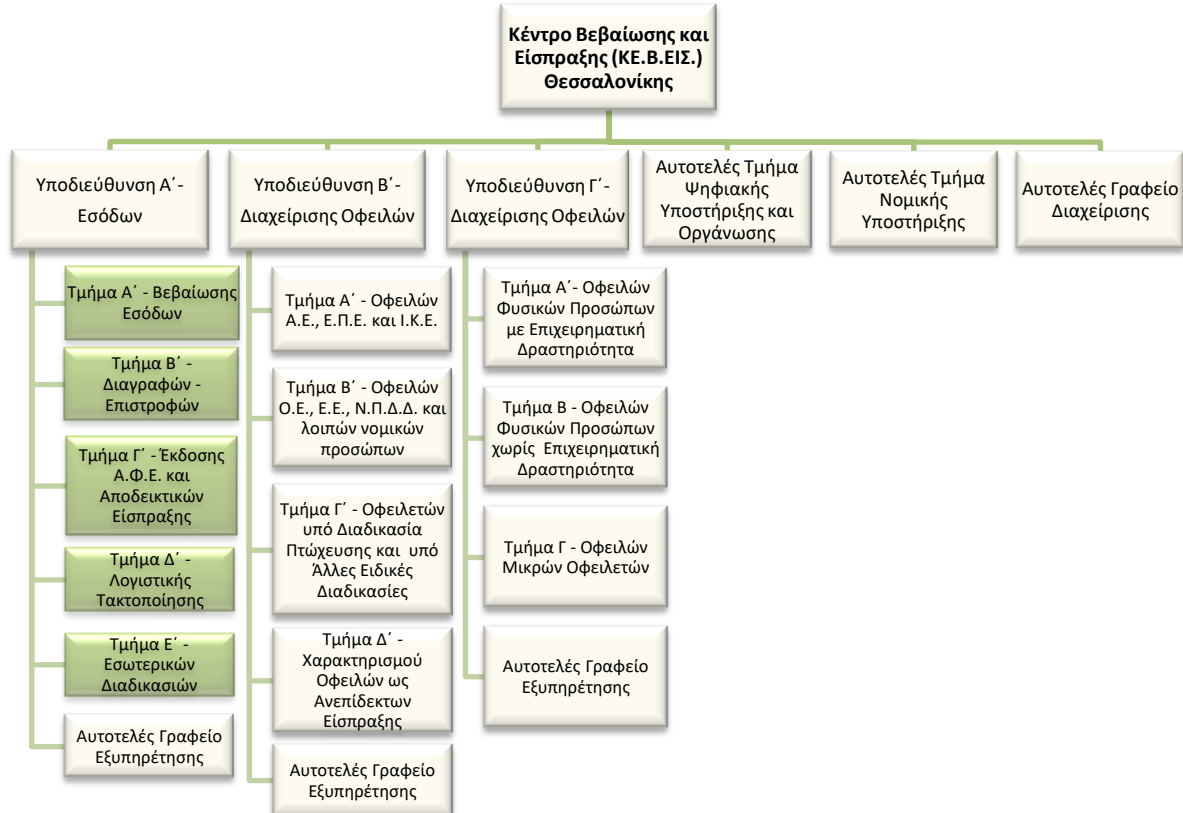 Κέντρο Βεβαίωσης και
Είσπραξης (ΚΕ.Β.ΕΙΣ.)
Θεσσαλονίκης
Υποδιεύθυνση Α΄-
Εσόδων
Υποδιεύθυνση Β΄-
Διαχείρισης Οφειλών
Υποδιεύθυνση Γ΄-
Διαχείρισης Οφειλών
Αυτοτελές Τμήμα
Ψηφιακής
Υποστήριξης και
Οργάνωσης
Αυτοτελές Τμήμα
Νομικής
Υποστήριξης
Αυτοτελές Γραφείο
Διαχείρισης
Τμήμα Α΄ - Βεβαίωσης
Εσόδων
Τμήμα Β΄ -
Διαγραφών -
Επιστροφών
Τμήμα Γ΄ - Έκδοσης
Α.Φ.Ε. και
Αποδεικτικών
Είσπραξης
Τμήμα Δ΄ -
Λογιστικής
Τακτοποίησης
Τμήμα Ε΄ -
Εσωτερικών
Διαδικασιών
Αυτοτελές Γραφείο
Εξυπηρέτησης
Τμήμα Α΄ - Οφειλών
Α.Ε., Ε.Π.Ε. και Ι.Κ.Ε.
Τμήμα Β΄ - Οφειλών
Ο.Ε., Ε.Ε., Ν.Π.Δ.Δ. και
λοιπών νομικών
προσώπων
Τμήμα Γ΄ - Οφειλετών
υπό Διαδικασία
Πτώχευσης και υπό
Άλλες Ειδικές
Διαδικασίες
Τμήμα Δ΄ -
Χαρακτηρισμού
Οφειλών ως
Ανεπίδεκτων
Είσπραξης
Αυτοτελές Γραφείο
Εξυπηρέτησης
Τμήμα Α΄- Οφειλών
Φυσικών Προσώπων
με Επιχειρηματική
Δραστηριότητα
Τμήμα Β - Οφειλών
Φυσικών Προσώπων
χωρίς Επιχειρηματική
Δραστηριότητα
Τμήμα Γ - Οφειλών
Μικρών Οφειλετών
Αυτοτελές Γραφείο
Εξυπηρέτησης